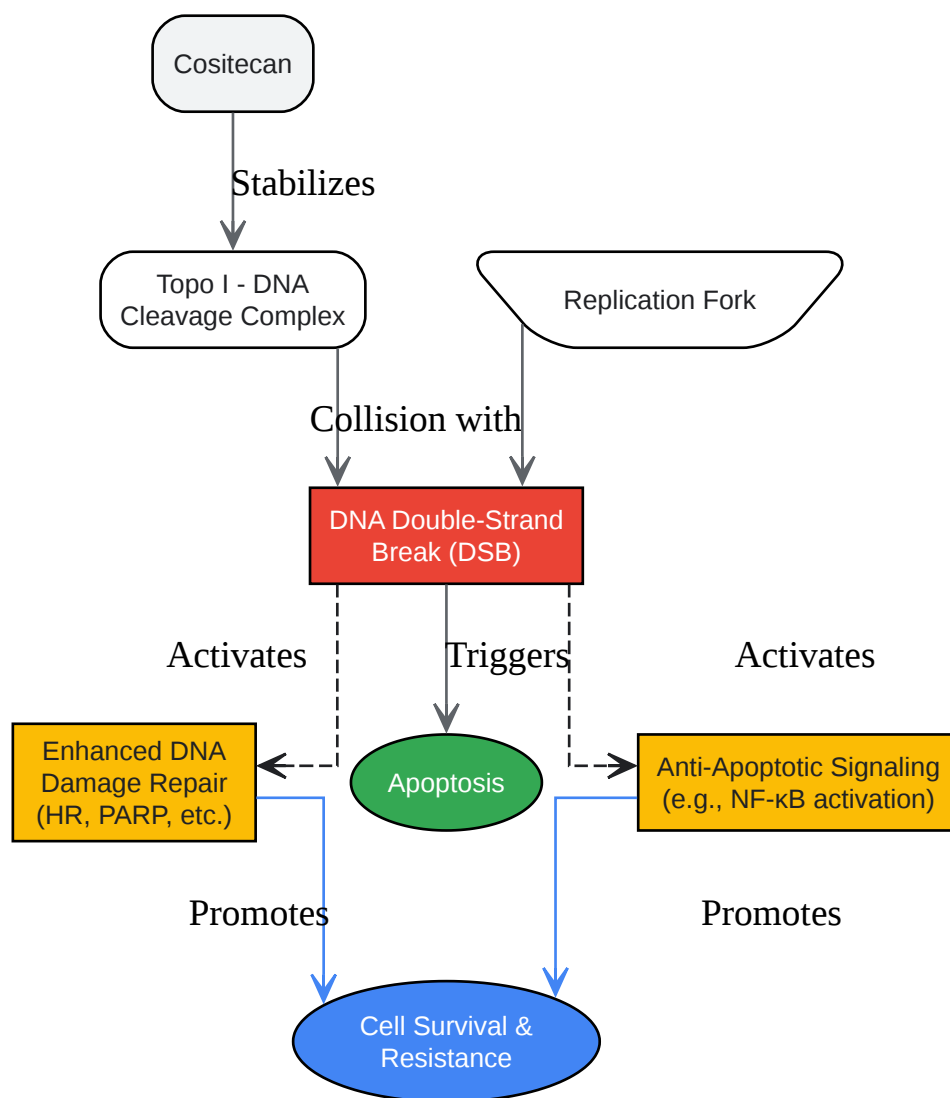 Cositecan
Stabilizes
Topo I - DNA
Cleavage Complex
Replication Fork
Collision with
DNA Double-Strand
Break (DSB)
Activates
Triggers
Activates
Enhanced DNA
Damage Repair
(HR, PARP, etc.)
Apoptosis
Anti-Apoptotic Signaling
(e.g., NF-κB activation)
Promotes
Promotes
Cell Survival &
Resistance